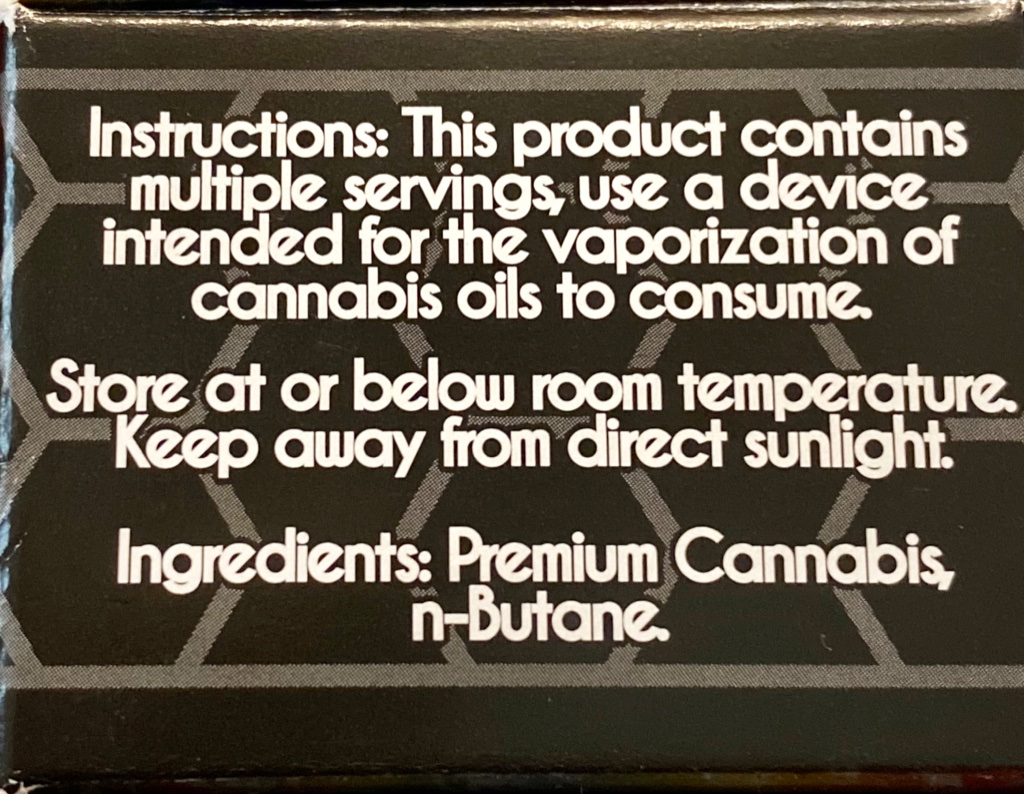 Instructions: This product contains
multiple servings, use a device
intended for the vaporization of
cannabis oils to consume.
Store at or below room temperature.
Keep away from direct sunlight.
Ingredients: Premium Cannabis,
n-Butane.